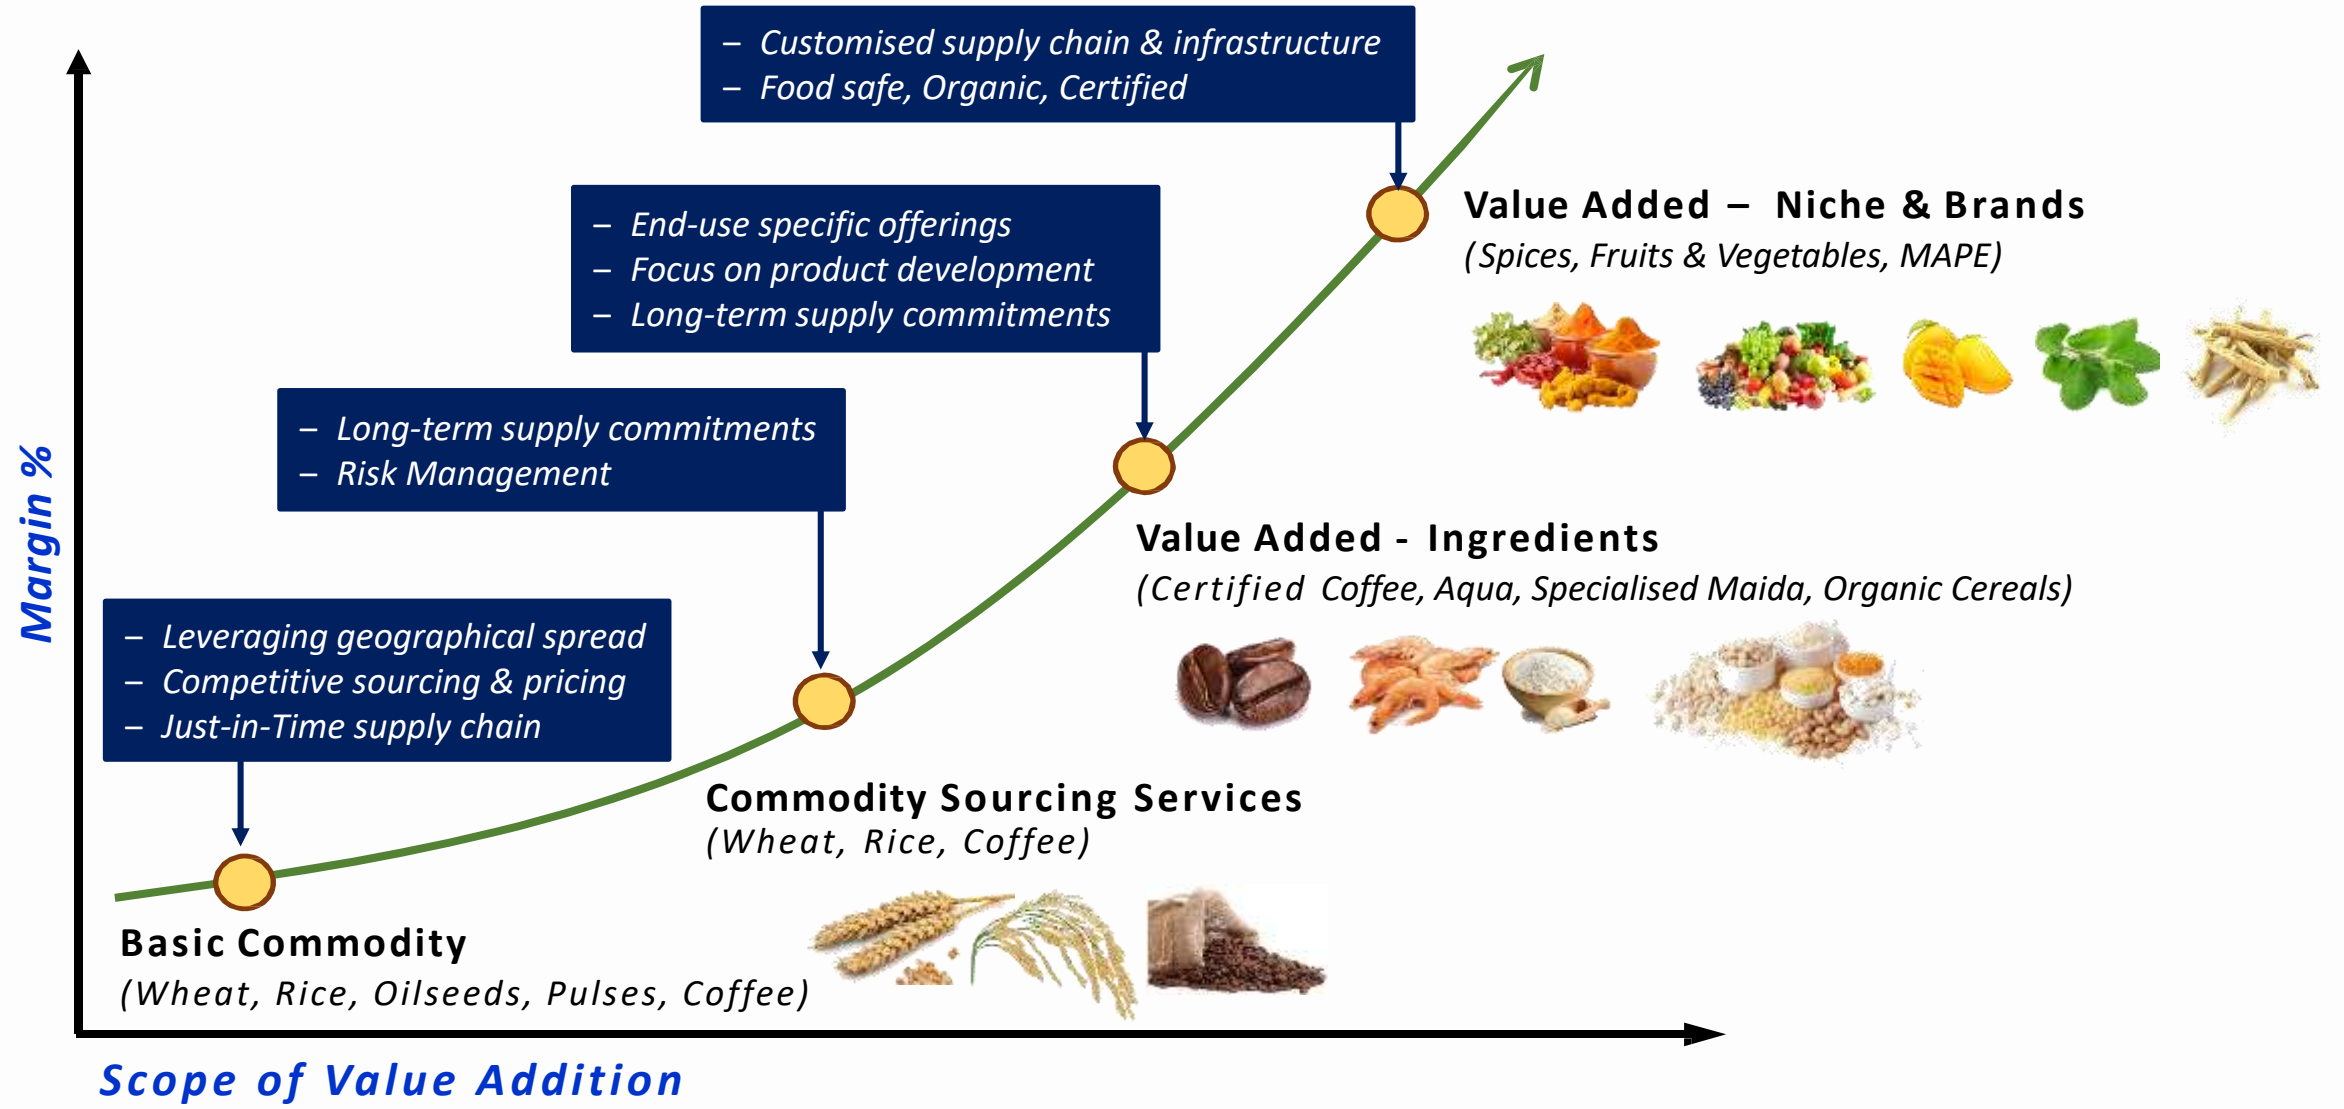 – Customised supply chain & infrastructure
– Food safe, Organic, Certified
– End-use specific offerings
– Focus on product development
– Long-term supply commitments
Value Added – Niche & Brands
(Spices, Fruits & Vegetables, MAPE)
– Long-term supply commitments
– Risk Management
Value Added - Ingredients
(Certified Coffee, Aqua, Specialised Maida, Organic Cereals)
– Leveraging geographical spread
– Competitive sourcing & pricing
– Just-in-Time supply chain
Commodity Sourcing Services
(Wheat, Rice, Coffee)
Basic Commodity
(Wheat, Rice, Oilseeds, Pulses, Coffee)
Margin %
Scope of Value Addition